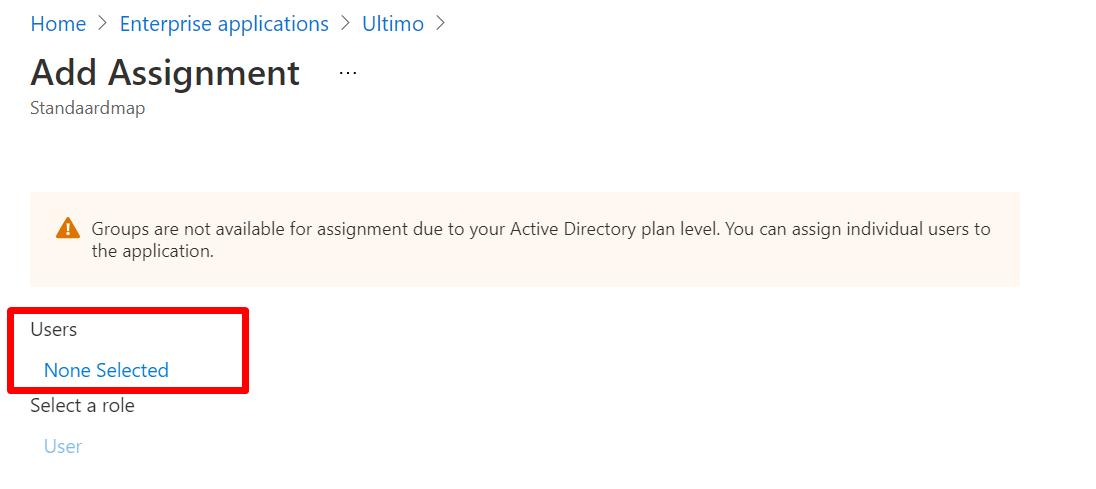 Home > Enterprise applications > Ultimo >
Add Assignment ...
Standaardmap
Groups are not available for assignment due to your Active Directory plan level. You can assign individual users to
the application.
Users
None Selected
Select a role
User